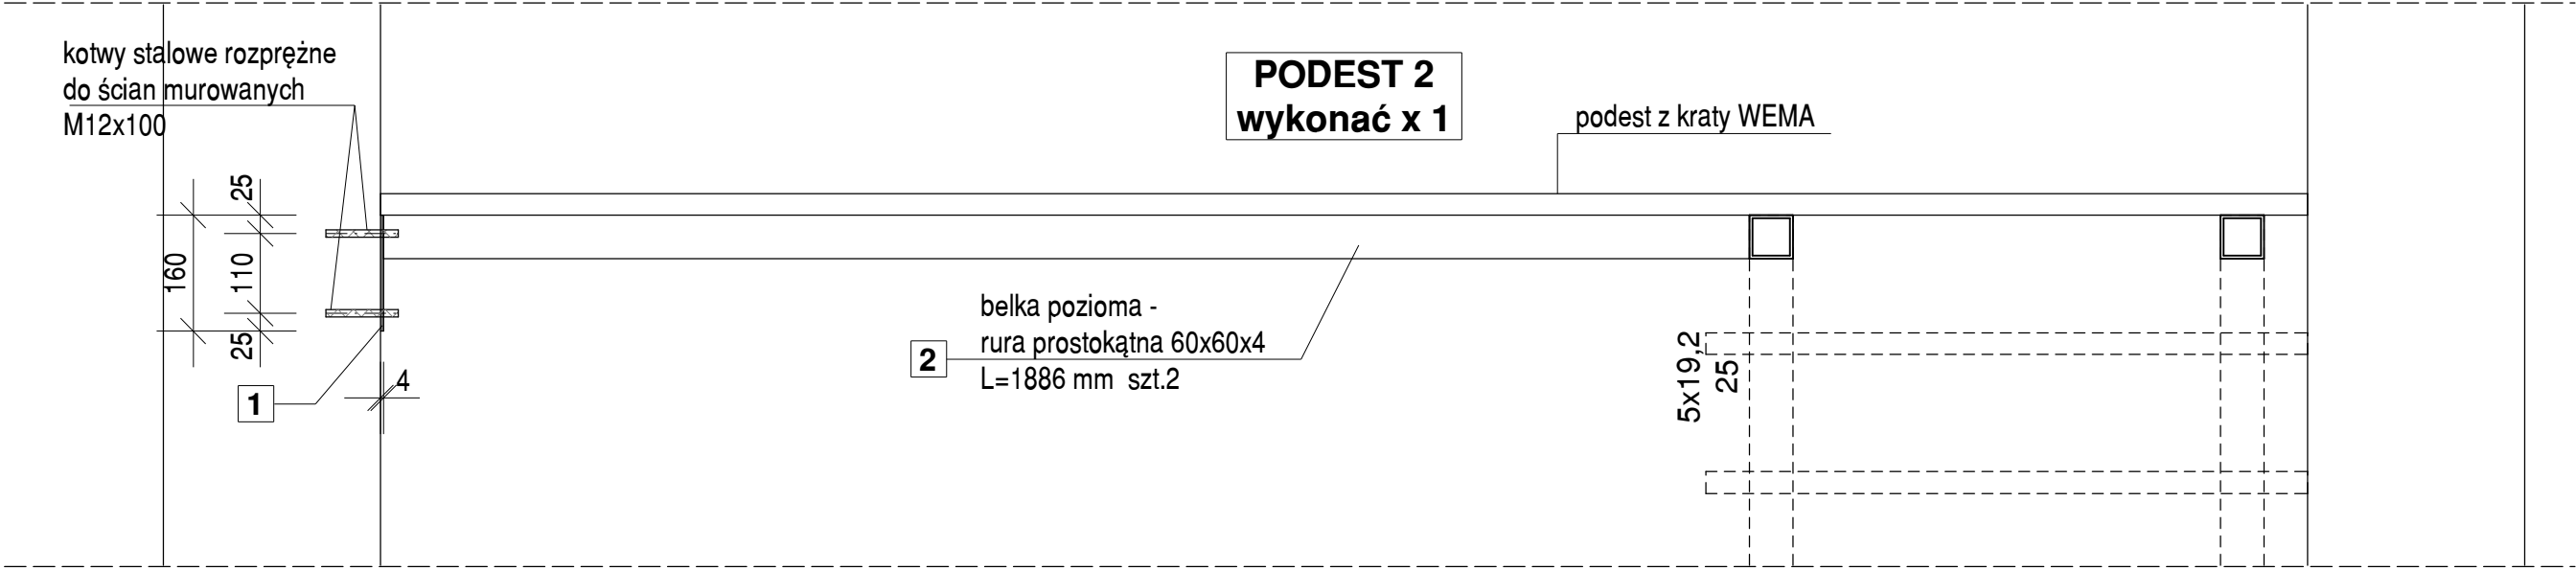 kotwy stalowe rozprężne
do ścian murowanych
M12x100
PODEST 2
wykonać x 1
podest z kraty WEMA
25
160
110
25
1
4
belka pozioma -
rura prostokątna 60x60x4
L=1886 mm szt.2
2
5x19,2
25